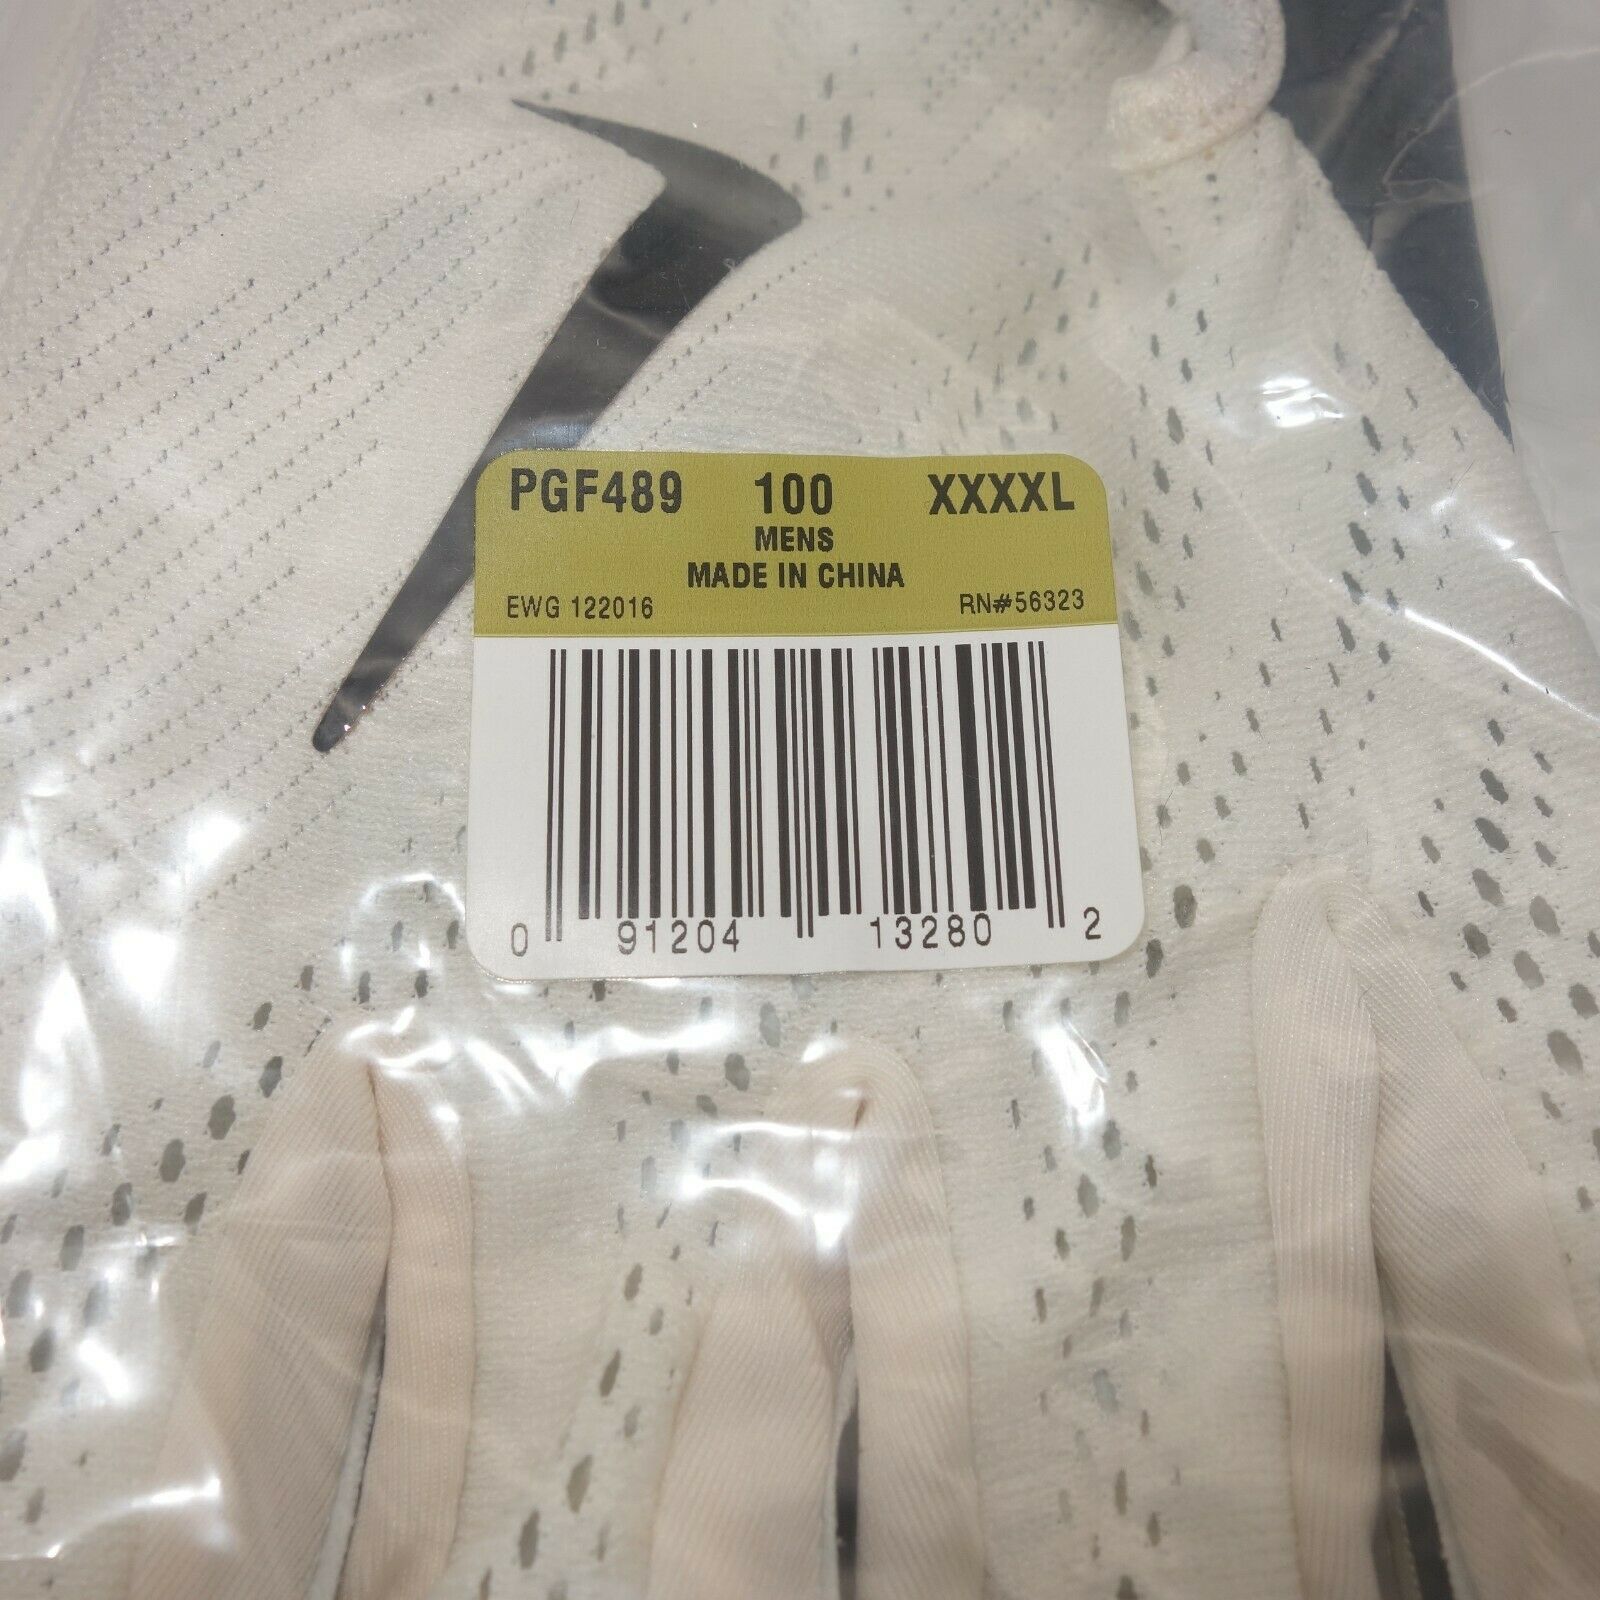 PGF489 100 XXXXL
MENS
MADE IN CHINA
EWG 122016 RN#56323
0 91204 13280 2